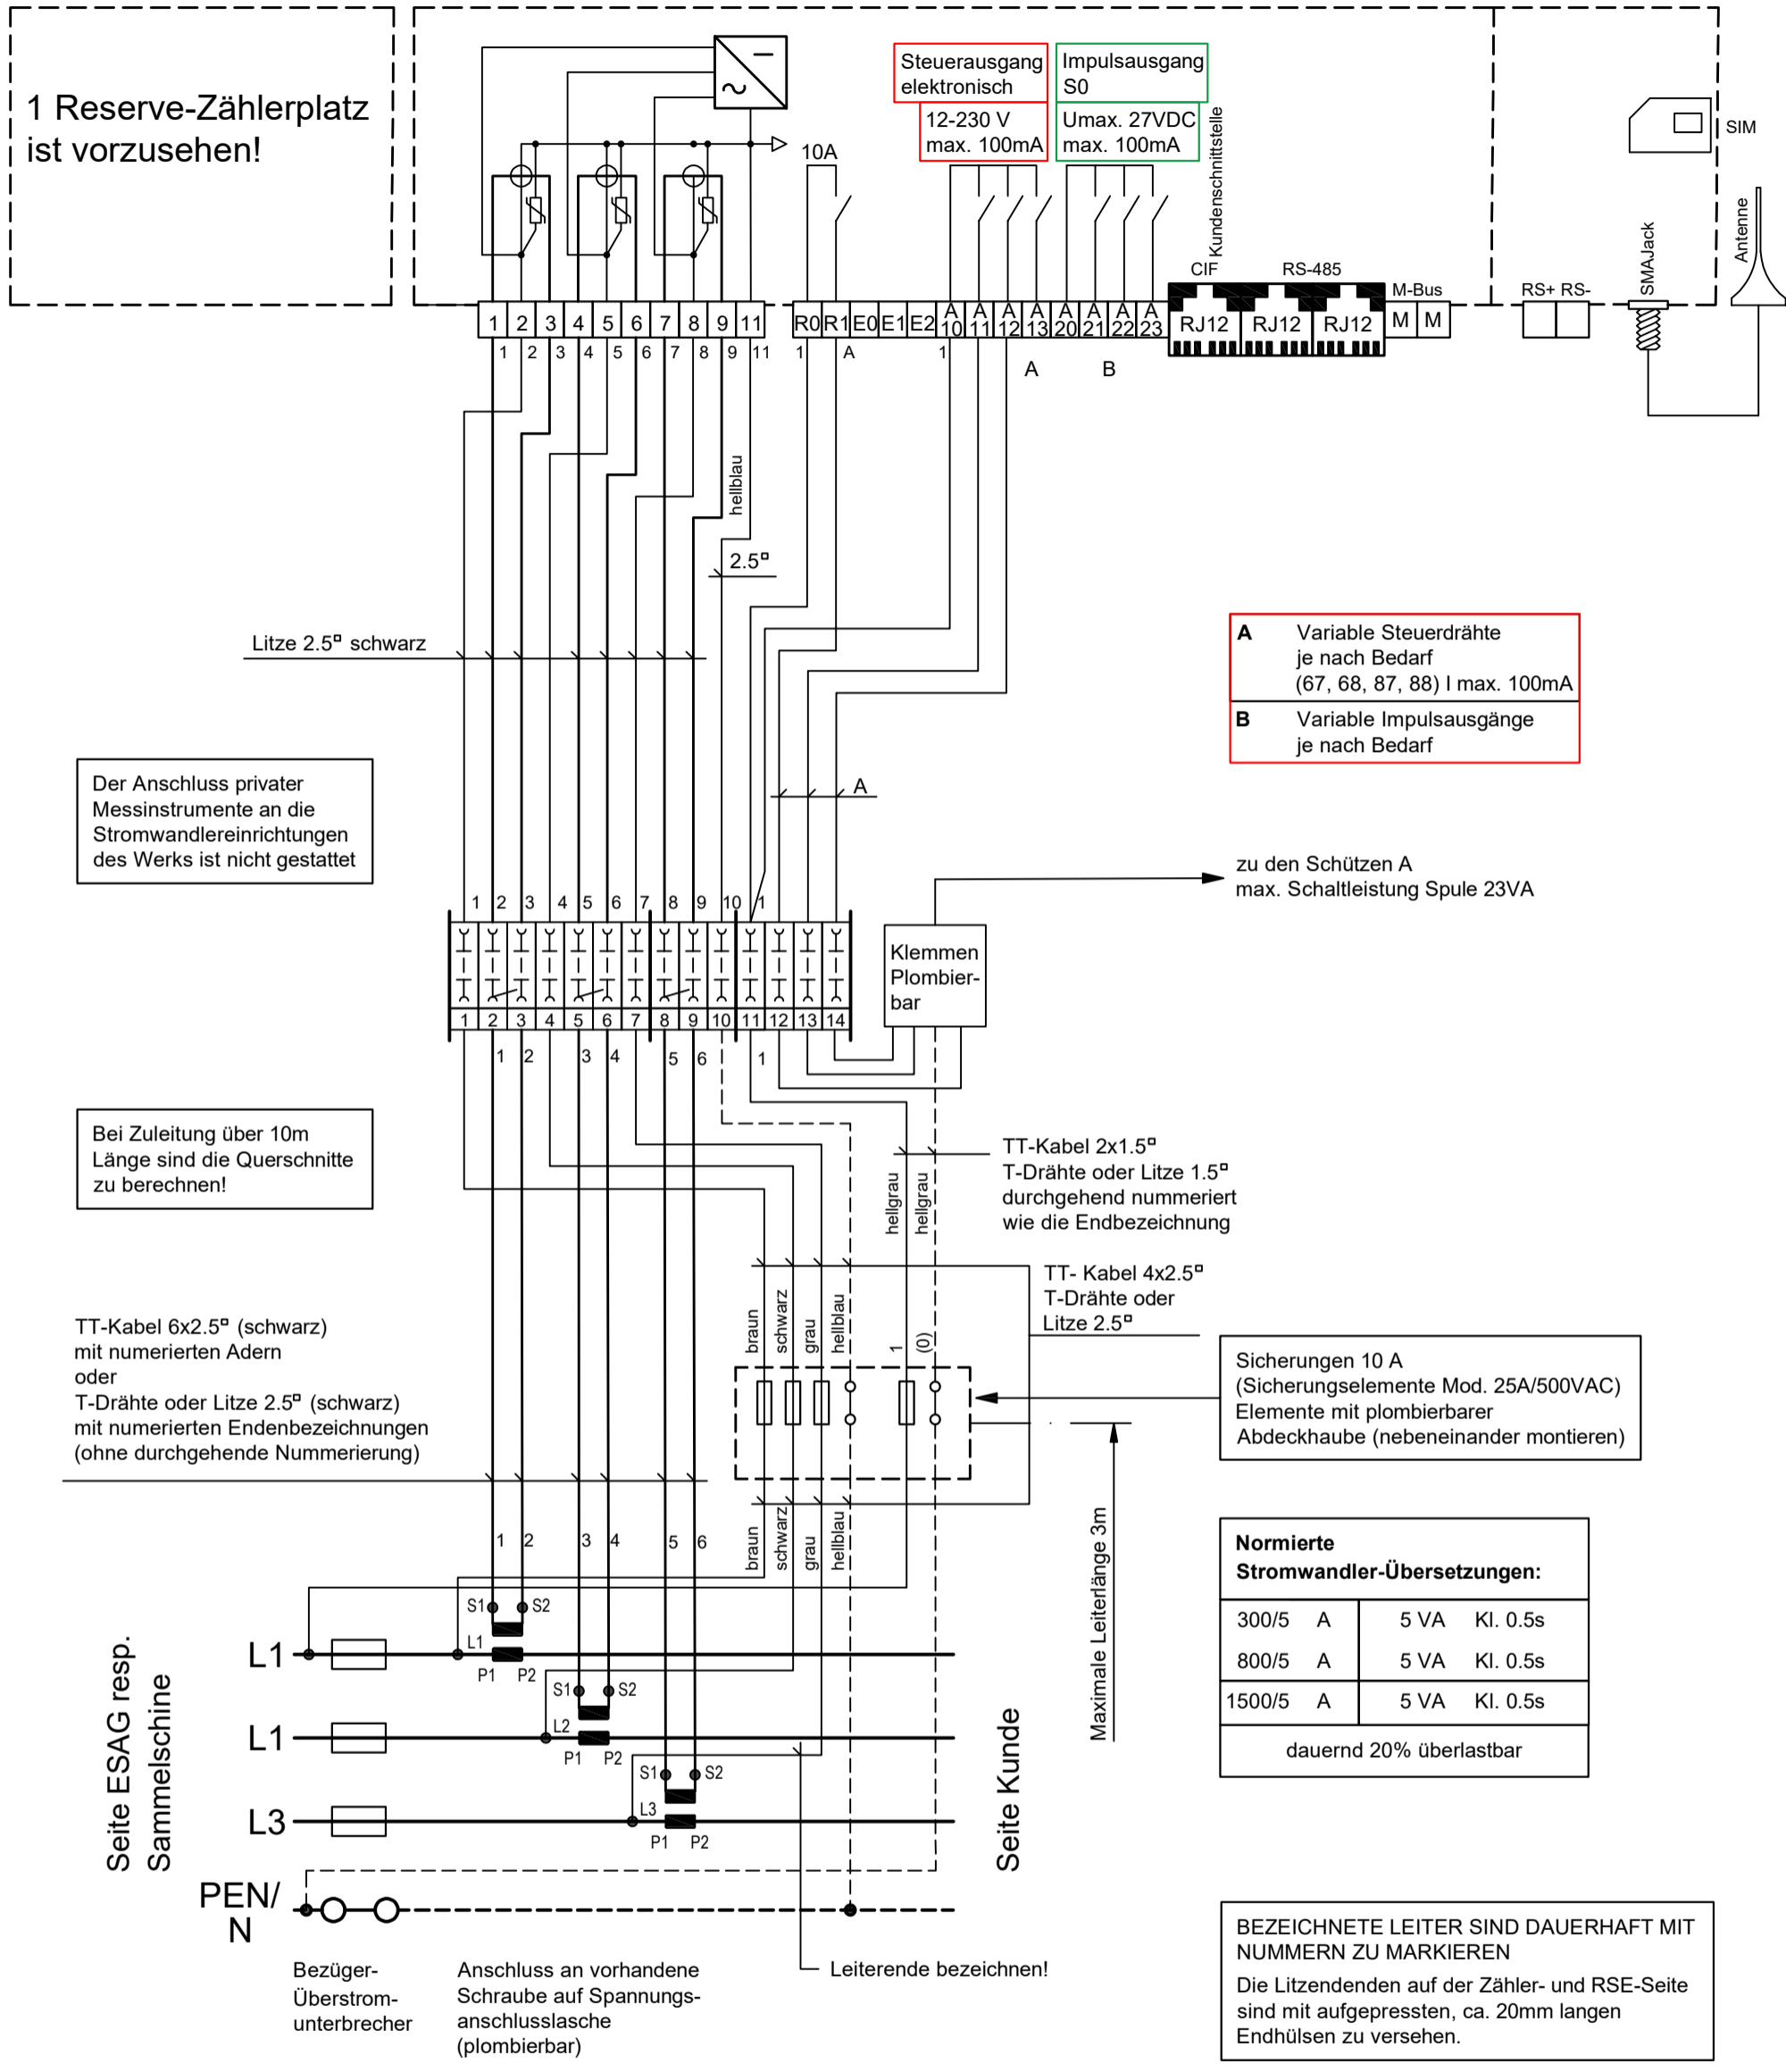 1 Reserve-Zählerplatz
ist vorzusehen!
Steuerausgang
elektronisch
12-230 V
max. 100mA
Impulsausgang
S0
Umax. 27VDC
max. 100mA
Kundenschnittstelle
SIM
Antenne
SMAJack
10A
CIF
RS-485
M-Bus
RS+ RS-
1 2 3 4 5 6 7 8 9 11
R0 R1 E0 E1 E2 A10 A11 A12 A13 A20 A21 A22 A23
RJ12 RJ12 RJ12
M M
1 2 3 4 5 6 7 8 9 11
1 A 1
A B
hellblau
2.5□
Litze 2.5□ schwarz
A Variable Steuerdrähte
je nach Bedarf
(67, 68, 87, 88) I max. 100mA
B Variable Impulsausgänge
je nach Bedarf
Der Anschluss privater
Messinstrumente an die
Stromwandlereinrichtungen
des Werks ist nicht gestattet
A
zu den Schützen A
max. Schaltleistung Spule 23VA
1 2 3 4 5 6 7 8 9 10 1
Klemmen
Plombier-
bar
1 2 3 4 5 6 7 8 9 10 11 12 13 14
1 2 3 4 5 6 1
Bei Zuleitung über 10m
Länge sind die Querschnitte
zu berechnen!
TT-Kabel 2x1.5□
T-Drähte oder Litze 1.5□
durchgehend nummeriert
wie die Endbezeichnung
hellgrau
hellgrau
TT- Kabel 4x2.5□
T-Drähte oder
Litze 2.5□
braun
schwarz
grau
hellblau
1
(0)
TT-Kabel 6x2.5□ (schwarz)
mit numerierten Adern
oder
T-Drähte oder Litze 2.5□ (schwarz)
mit numerierten Endenbezeichnungen
(ohne durchgehende Nummerierung)
Sicherungen 10 A
(Sicherungselemente Mod. 25A/500VAC)
Elemente mit plombierbarer
Abdeckhaube (nebeneinander montieren)
1 2 3 4 5 6
braun
schwarz
grau
hellblau
Maximale Leiterlänge 3m
Normierte
Stromwandler-Übersetzungen:
300/5 A 5 VA Kl. 0.5s
800/5 A 5 VA Kl. 0.5s
1500/5 A 5 VA Kl. 0.5s
dauernd 20% überlastbar
Seite ESAG resp.
Sammelschine
Seite Kunde
S1 S2
L1
L1
P1 P2
S1 S2
L1
L2
P1 P2
S1 S2
L3
L3
P1 P2
PEN/
N
Bezüger-
Überstrom-
unterbrecher
Anschluss an vorhandene
Schraube auf Spannungs-
anschlusslasche
(plombierbar)
Leiterende bezeichnen!
BEZEICHNETE LEITER SIND DAUERHAFT MIT
NUMMERN ZU MARKIEREN
Die Litzendenden auf der Zähler- und RSE-Seite
sind mit aufgepressten, ca. 20mm langen
Endhülsen zu versehen.